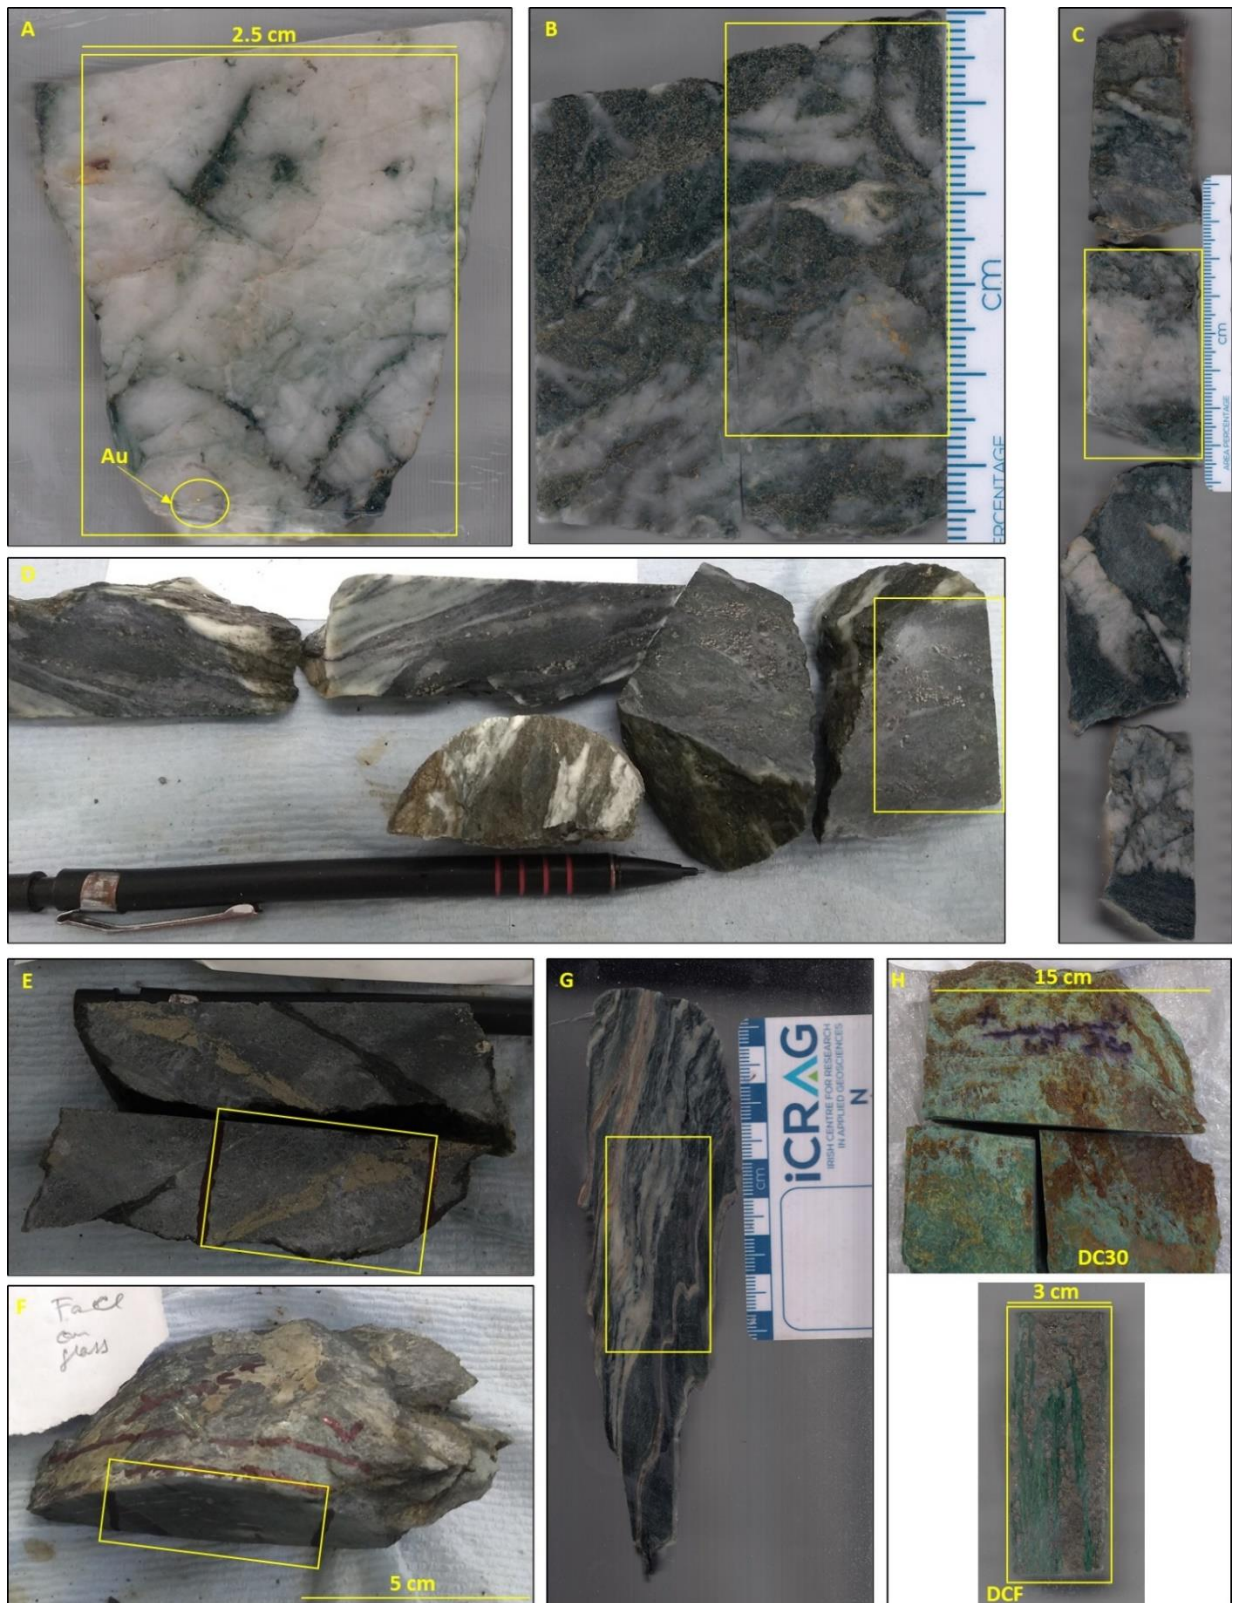 A
2.5 cm
Au
B
cm
PERCENTAGE
C
cm
AREA PERCENTAGE
D
E
F
Face
on
glass
5 cm
G
cm
iCRAG
IRISH CENTRE FOR RESEARCH
IN APPLIED GEOSCIENCES
N
H
15 cm
DC30
3 cm
DCF